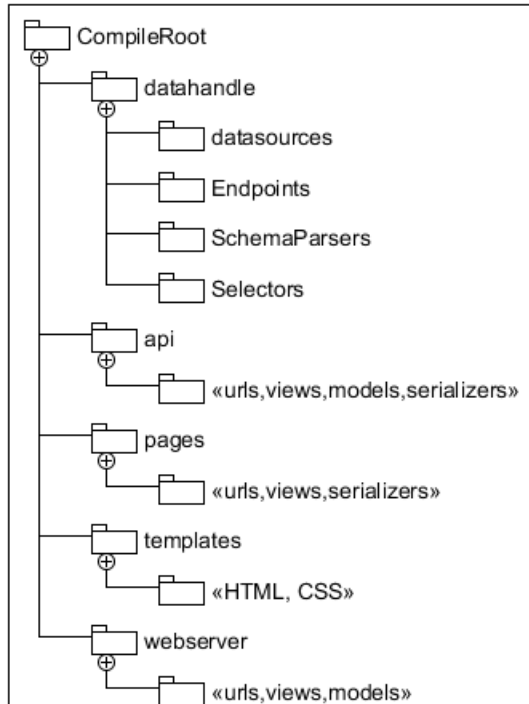 CompileRoot
datahandle
datasources
Endpoints
SchemaParsers
Selectors
api
«urls,views,models,serializers»
pages
«urls,views,serializers»
templates
«HTML, CSS»
webserver
«urls,views,models»